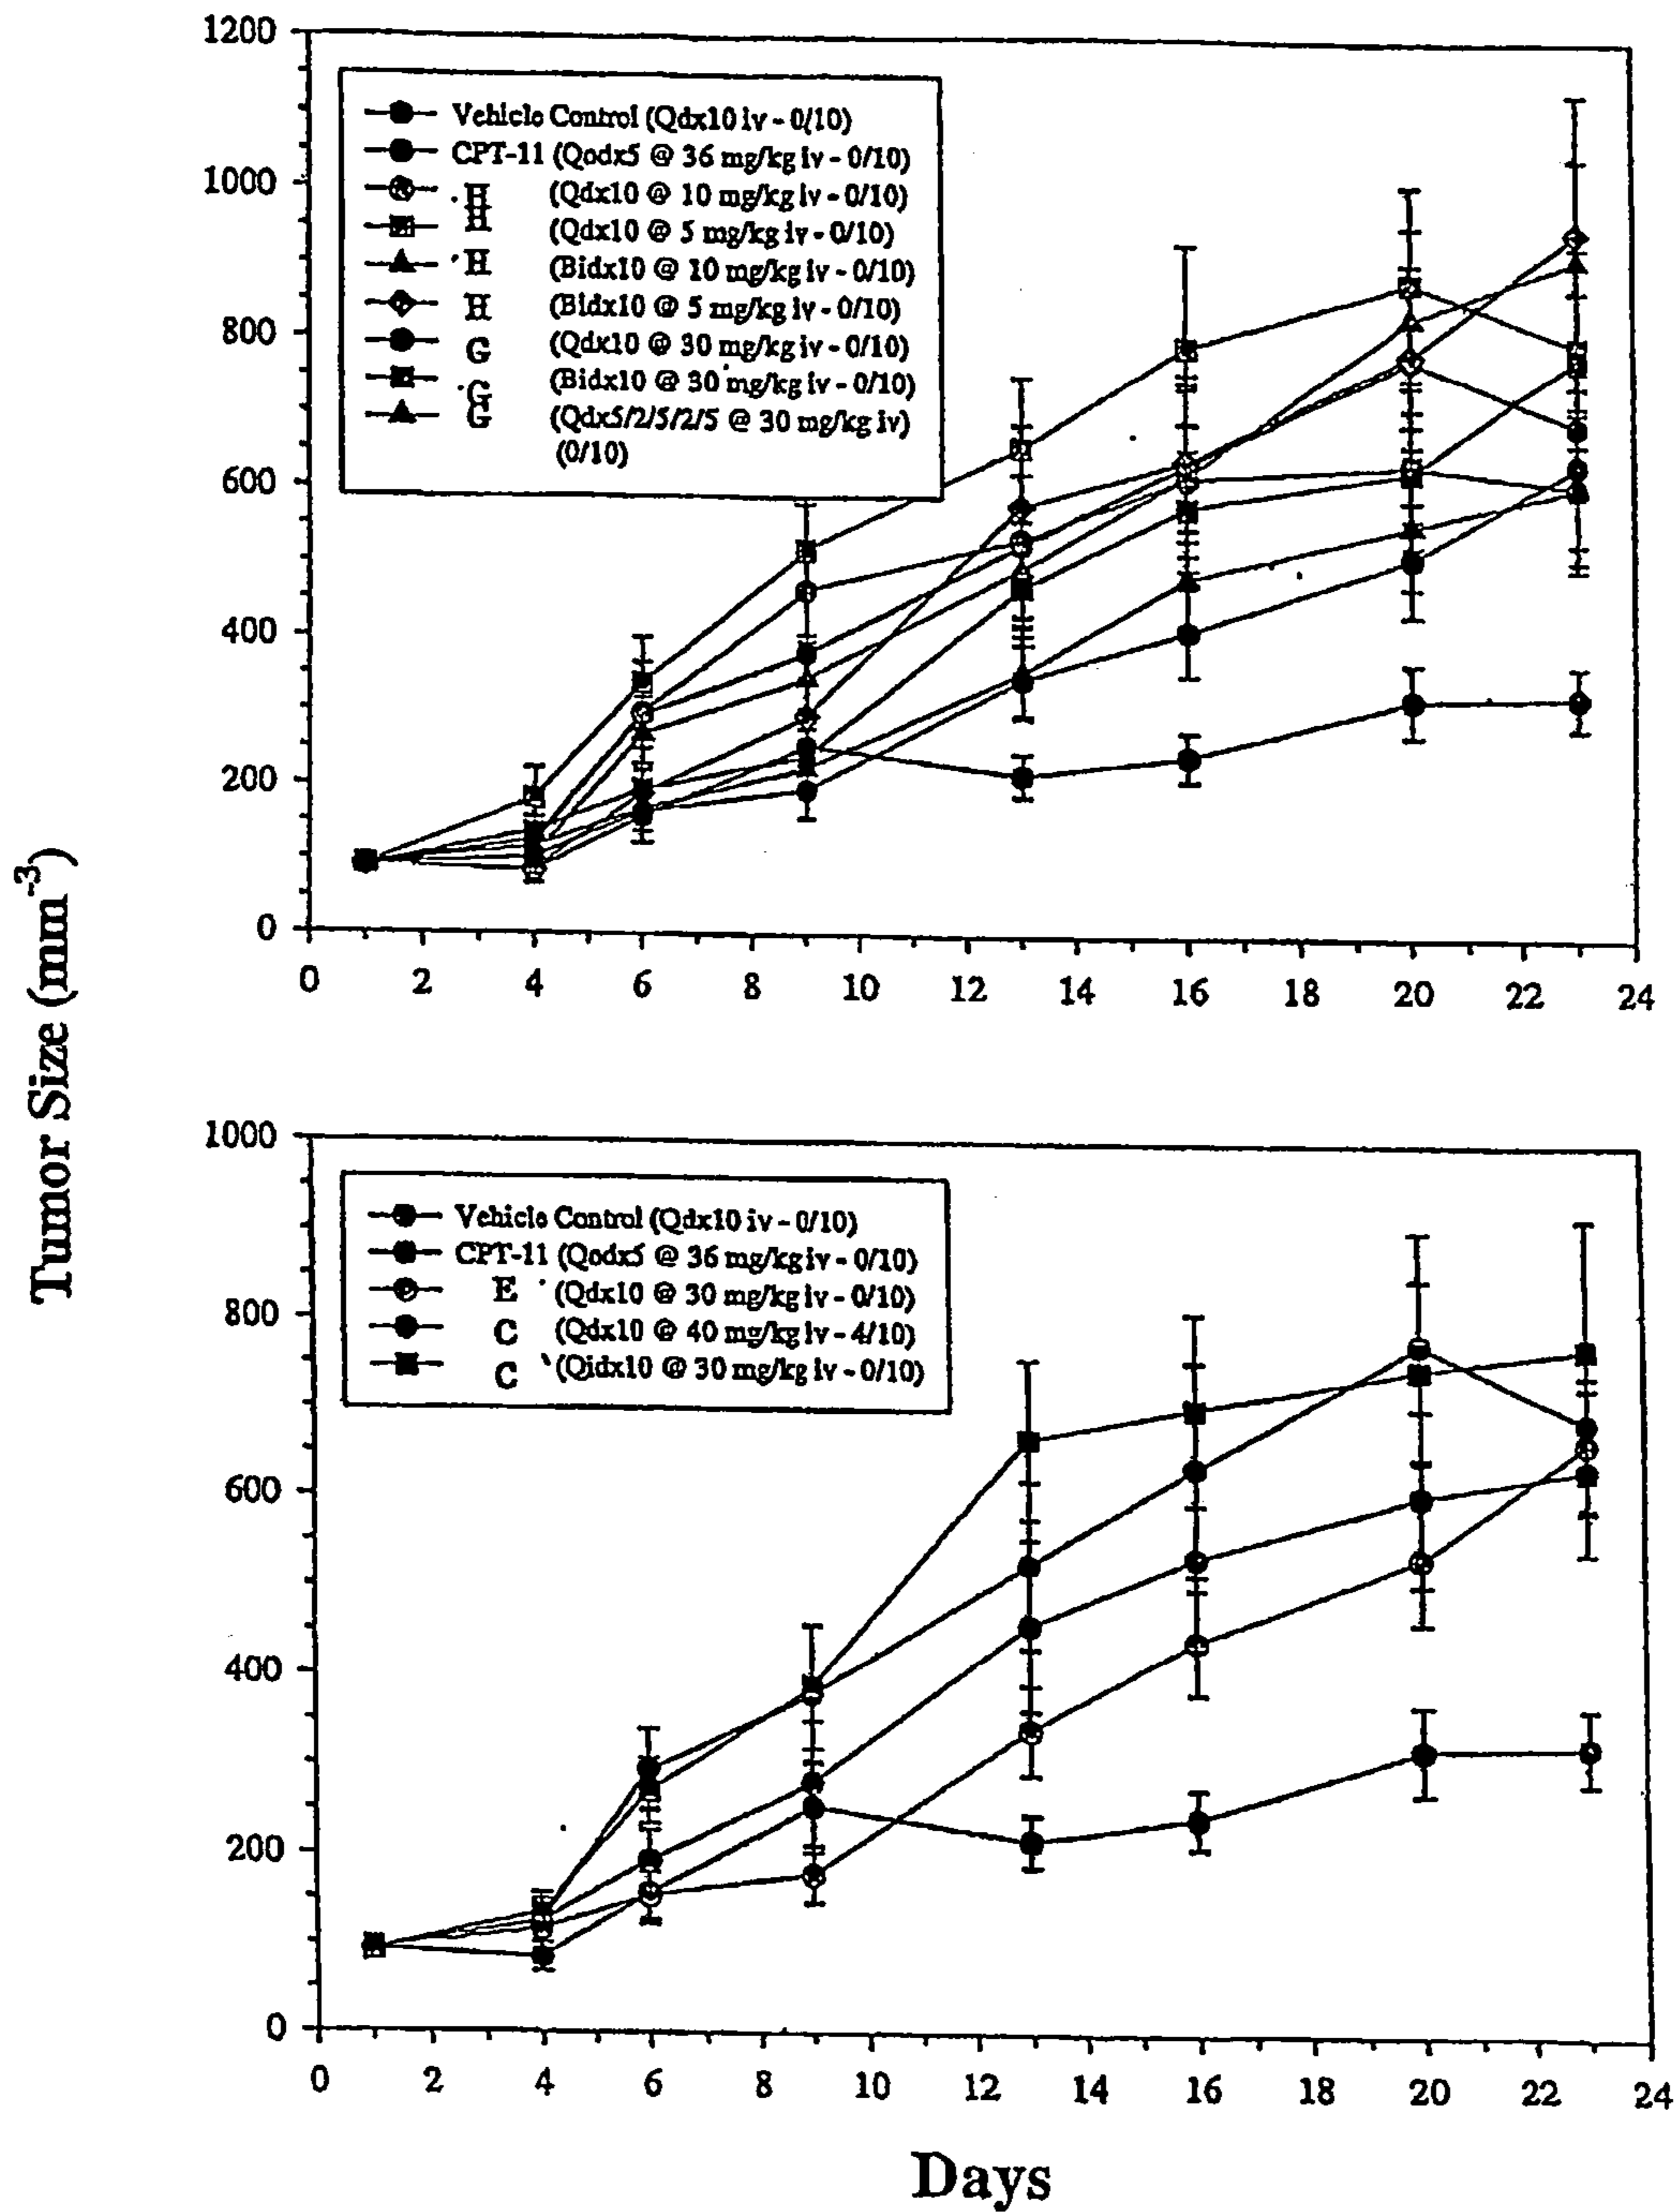 Tumor Size (mm⁻³)
1200
1000
800
600
400
200
0
Vehicle Control (Qdx10 iv - 0/10)
CPT-11 (Qodx5 @ 36 mg/kg iv - 0/10)
H (Qdx10 @ 10 mg/kg iv - 0/10)
H (Qdx10 @ 5 mg/kg iv - 0/10)
H (Bidx10 @ 10 mg/kg iv - 0/10)
H (Bidx10 @ 5 mg/kg iv - 0/10)
G (Qdx10 @ 30 mg/kg iv - 0/10)
G (Bidx10 @ 30 mg/kg iv - 0/10)
G (Qdx5/2/5/2/5 @ 30 mg/kg iv)
(0/10)
0 2 4 6 8 10 12 14 16 18 20 22 24
1000
800
600
400
200
0
Vehicle Control (Qdx10 iv - 0/10)
CPT-11 (Qodx5 @ 36 mg/kg iv - 0/10)
E (Qdx10 @ 30 mg/kg iv - 0/10)
C (Qdx10 @ 40 mg/kg iv - 4/10)
C (Qidx10 @ 30 mg/kg iv - 0/10)
0 2 4 6 8 10 12 14 16 18 20 22 24
Days